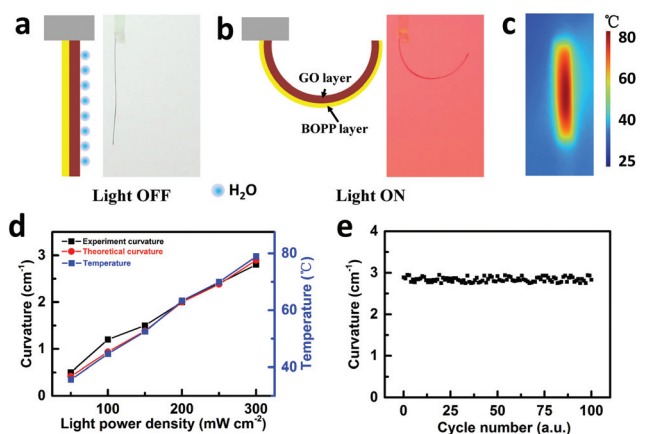 a
b
c
℃
80
60
40
25
GO layer
BOPP layer
Light OFF
H₂O
Light ON
d
Experiment curvature
Theoretical curvature
Temperature
Curvature (cm⁻¹)
0
1
2
3
100
200
300
Light power density (mW cm⁻²)
40
60
80
Temperature (℃)
e
Curvature (cm⁻¹)
0
1
2
3
4
0
25
50
75
100
Cycle number (a.u.)